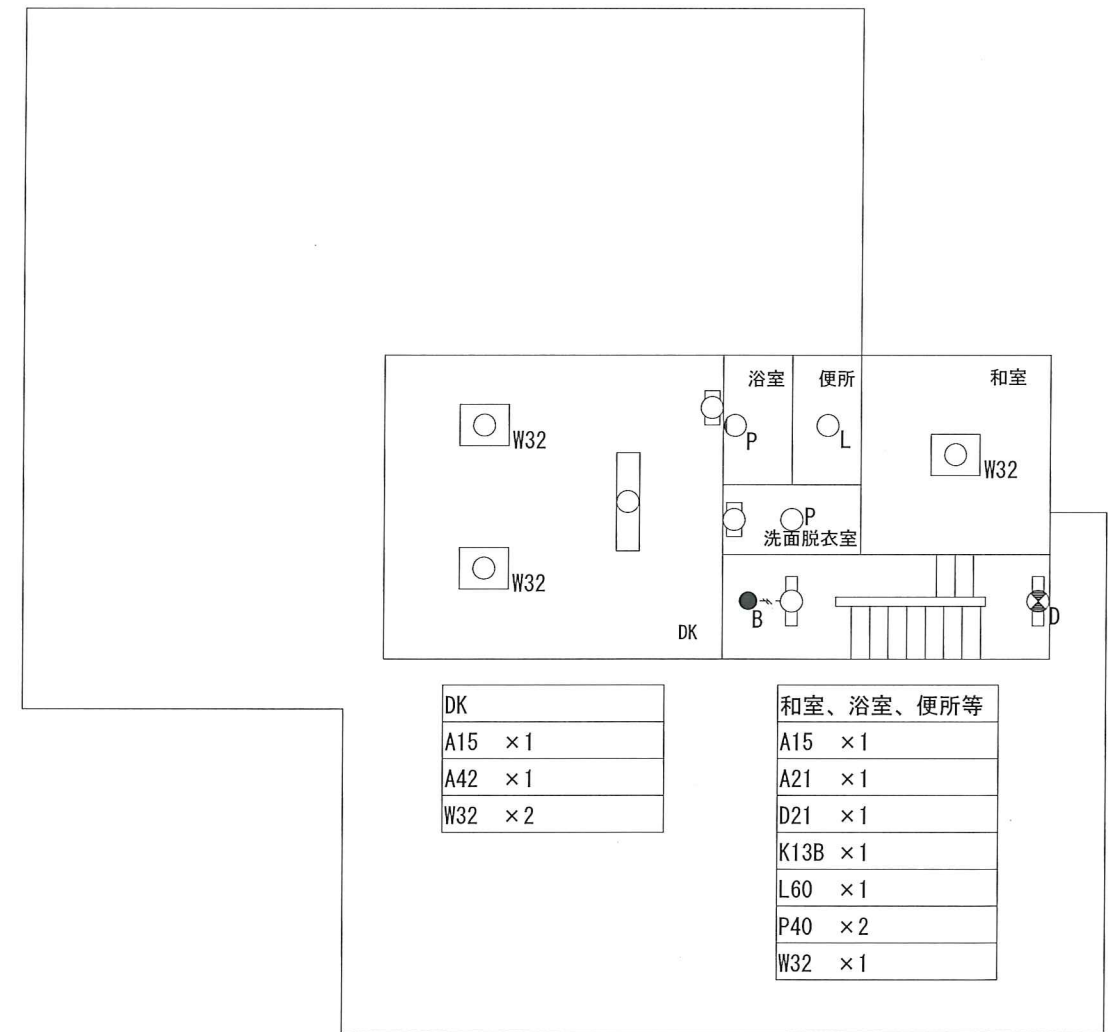 浴室
便所
和室
W32
P
L
W32
P
洗面脱衣室
W32
B
D
DK
DK
A15 ×1
A42 ×1
W32 ×2
和室、浴室、便所等
A15 ×1
A21 ×1
D21 ×1
K13B ×1
L60 ×1
P40 ×2
W32 ×1